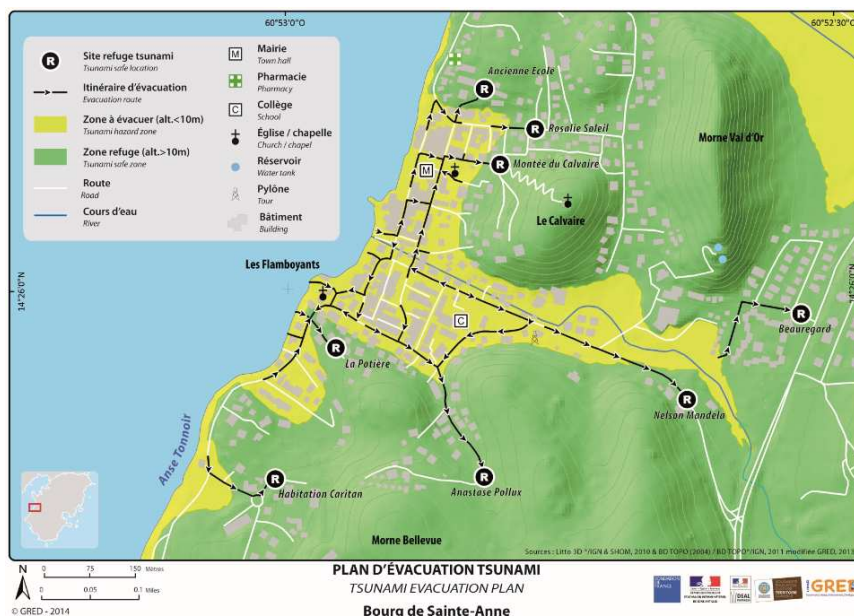 60°53'0"O
60°52'30"O
14°26'0"N
14°26'0"N
R
Site refuge tsunami
Tsunami safe location
Itinéraire d'évacuation
Evacuation route
Zone à évacuer (alt.<10m)
Tsunami hazard zone
Zone refuge (alt.>10m)
Tsunami safe zone
Route
Road
Cours d'eau
River
M
Mairie
Town hall
Pharmacie
Pharmacy
C
Collège
School
Église / chapelle
Church / chapel
Réservoir
Water tank
Pylône
Tour
Bâtiment
Building
Ancienne Ecole
R
Rosalie Soleil
R
Morne Val d'Or
Montée du Calvaire
R
M
Le Calvaire
Les Flamboyants
C
R
Beauregard
R
La Potière
R
Nelson Mandela
Anse Tonnoir
R
Habitation Caritan
R
Anastase Pollux
Morne Bellevue
Sources : Litto 3D ®/IGN & SHOM, 2010 & BD TOPO (2004) / BD TOPO®/IGN, 2011 modifiée GRED, 2013
N
0 75 150 Mètres
0 0.05 0.1 Miles
© GRED - 2014
PLAN D'ÉVACUATION TSUNAMI
TSUNAMI EVACUATION PLAN
Bourg de Sainte-Anne
FONDATION DE FRANCE
DEAL
GRED